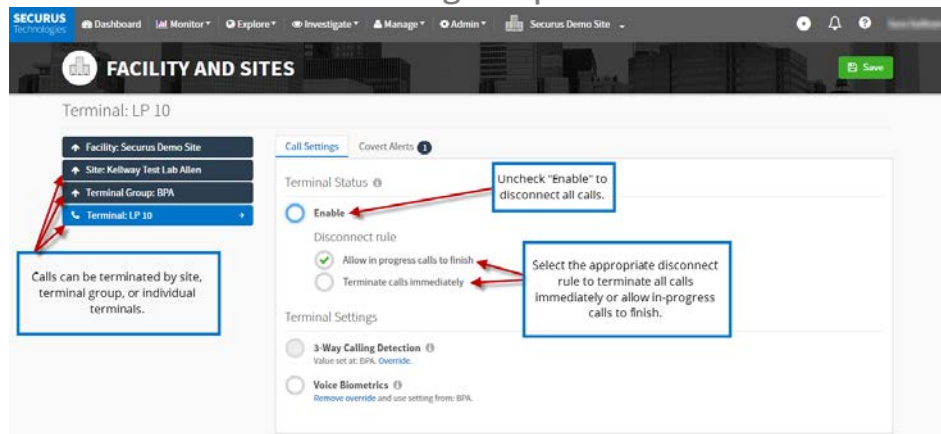 SECURUS Technologies Dashboard Monitor Explore Investigate Manage Admin Securus Demo Site
FACILITY AND SITES
Save
Terminal: LP 10
Facility: Securus Demo Site
Site: Kellway Test Lab Allen
Terminal Group: BPA
Terminal: LP 10
Calls can be terminated by site,
terminal group, or individual
terminals.
Call Settings Covert Alerts 1
Terminal Status
Uncheck "Enable" to
disconnect all calls.
Enable
Disconnect rule
Allow in progress calls to finish
Terminate calls immediately
Select the appropriate disconnect
rule to terminate all calls
immediately or allow in-progress
calls to finish.
Terminal Settings
3-Way Calling Detection
Value set at: BPA. Override.
Voice Biometrics
Remove override and use setting from: BPA.